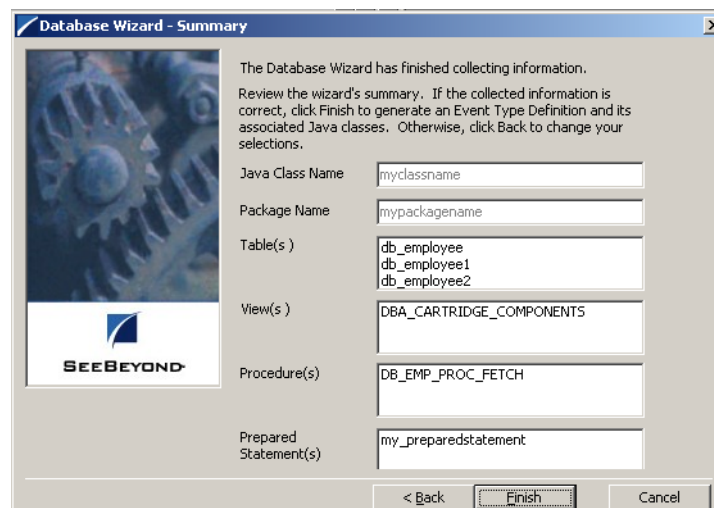 Database Wizard - Summary
The Database Wizard has finished collecting information.
Review the wizard's summary. If the collected information is
correct, click Finish to generate an Event Type Definition and its
associated Java classes. Otherwise, click Back to change your
selections.
Java Class Name
myclassname
Package Name
mypackagename
Table(s )
db_employee
db_employee1
db_employee2
View(s )
DBA_CARTRIDGE_COMPONENTS
SEEBEYOND
Procedure(s)
DB_EMP_PROC_FETCH
Prepared
Statement(s)
my_preparedstatement
< Back
Finish
Cancel